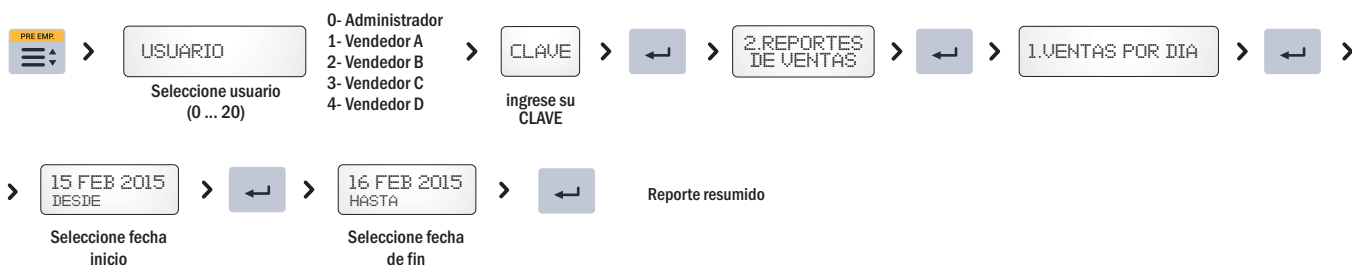 PRE EMP.
USUARIO
Seleccione usuario
(0 ... 20)
0- Administrador
1- Vendedor A
2- Vendedor B
3- Vendedor C
4- Vendedor D
CLAVE
ingrese su
CLAVE
2.REPORTES
DE VENTAS
1.VENTAS POR DIA
15 FEB 2015
DESDE
Seleccione fecha
inicio
16 FEB 2015
HASTA
Seleccione fecha
de fin
Reporte resumido